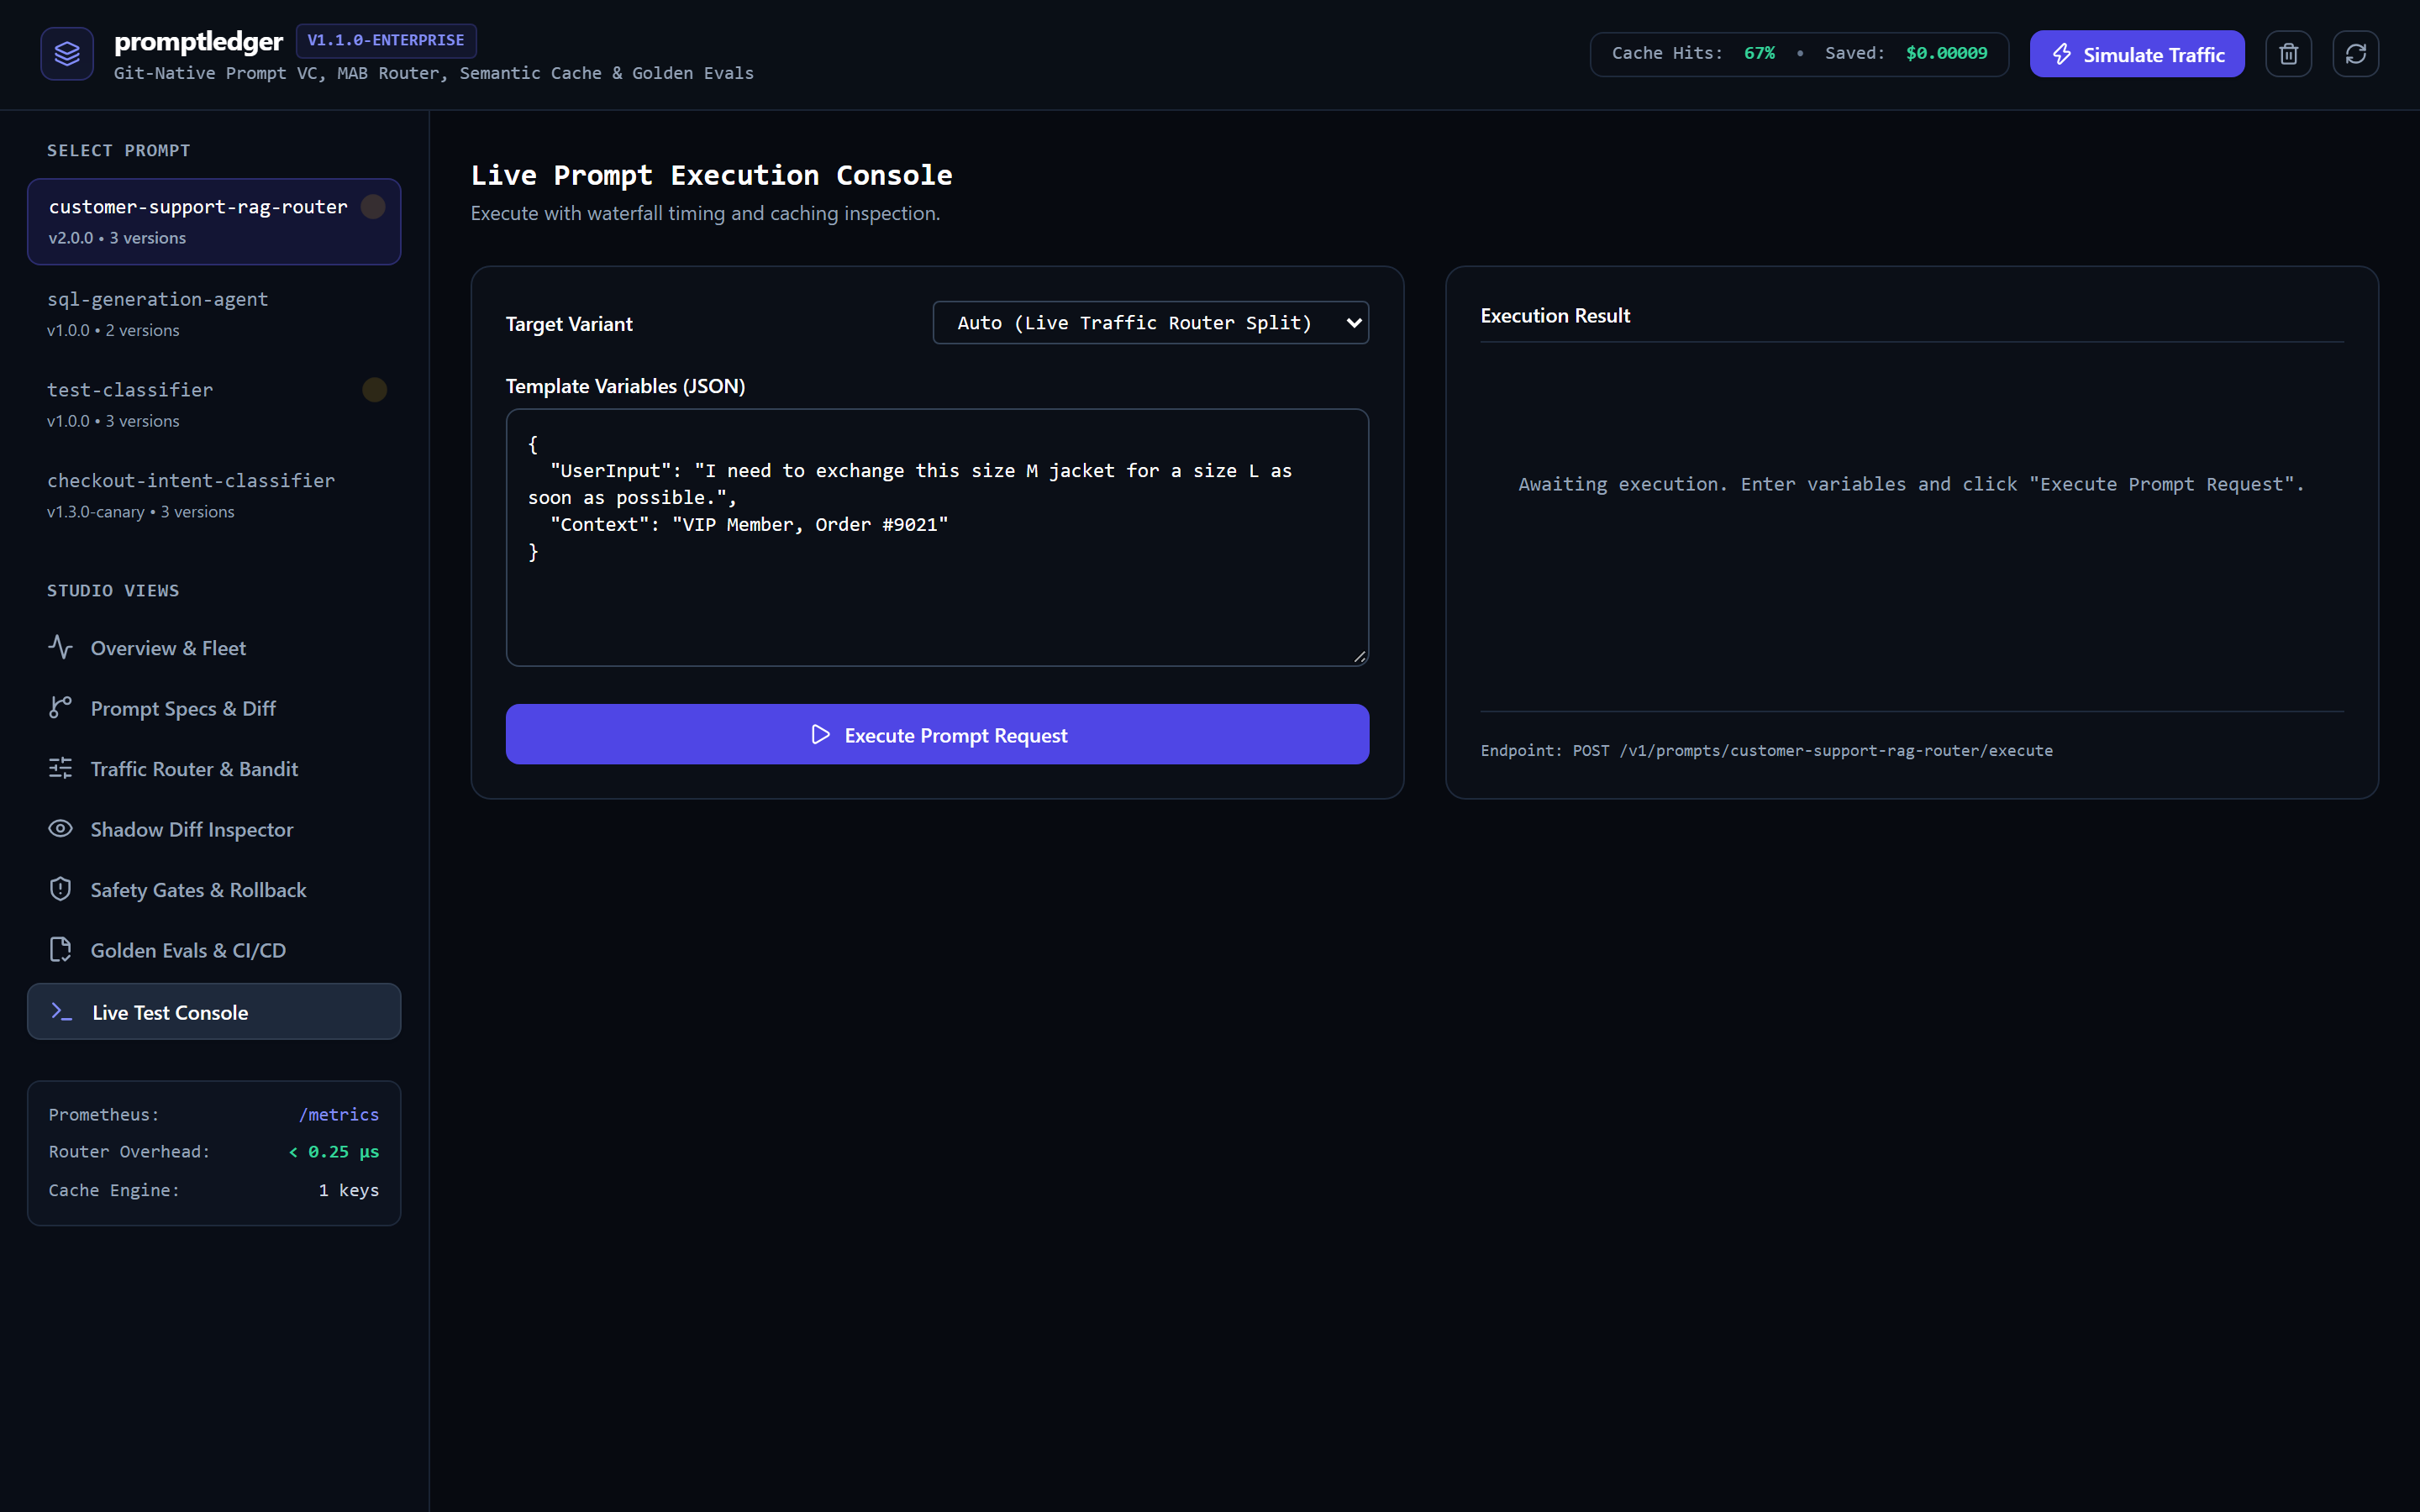 promptledger
V1.1.0-ENTERPRISE
Git-Native Prompt VC, MAB Router, Semantic Cache & Golden Evals
Cache Hits: 67% • Saved: $0.00009
Simulate Traffic
SELECT PROMPT
customer-support-rag-router
v2.0.0 • 3 versions
sql-generation-agent
v1.0.0 • 2 versions
test-classifier
v1.0.0 • 3 versions
checkout-intent-classifier
v1.3.0-canary • 3 versions
STUDIO VIEWS
Overview & Fleet
Prompt Specs & Diff
Traffic Router & Bandit
Shadow Diff Inspector
Safety Gates & Rollback
Golden Evals & CI/CD
Live Test Console
Prometheus: /metrics
Router Overhead: < 0.25 µs
Cache Engine: 1 keys
Live Prompt Execution Console
Execute with waterfall timing and caching inspection.
Target Variant
Auto (Live Traffic Router Split)
Template Variables (JSON)
{
"UserInput": "I need to exchange this size M jacket for a size L as
soon as possible.",
"Context": "VIP Member, Order #9021"
}
Execute Prompt Request
Execution Result
Awaiting execution. Enter variables and click "Execute Prompt Request".
Endpoint: POST /v1/prompts/customer-support-rag-router/execute